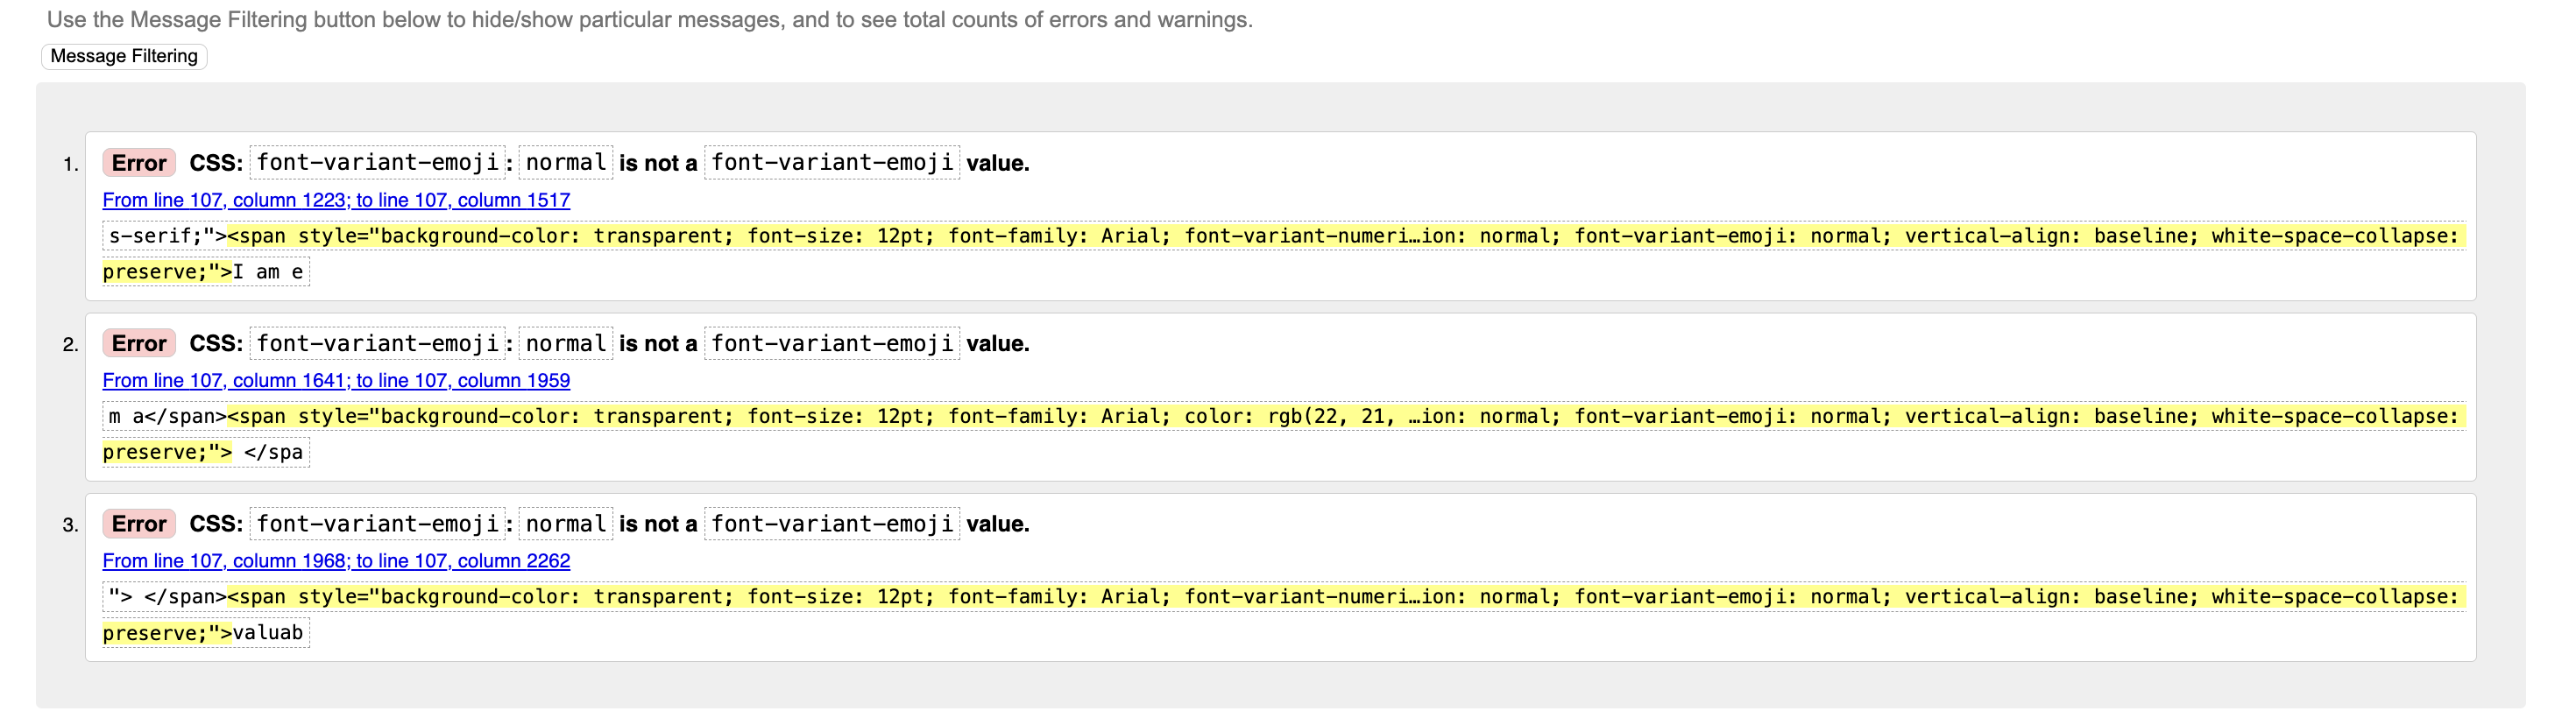 Use the Message Filtering button below to hide/show particular messages, and to see total counts of errors and warnings.
Message Filtering
1. Error CSS: font-variant-emoji: normal is not a font-variant-emoji value.
From line 107, column 1223; to line 107, column 1517
s-serif;"><span style="background-color: transparent; font-size: 12pt; font-family: Arial; font-variant-numeri…ion: normal; font-variant-emoji: normal; vertical-align: baseline; white-space-collapse:
preserve;">I am e
2. Error CSS: font-variant-emoji: normal is not a font-variant-emoji value.
From line 107, column 1641; to line 107, column 1959
m a</span><span style="background-color: transparent; font-size: 12pt; font-family: Arial; color: rgb(22, 21, …ion: normal; font-variant-emoji: normal; vertical-align: baseline; white-space-collapse:
preserve;"> </spa
3. Error CSS: font-variant-emoji: normal is not a font-variant-emoji value.
From line 107, column 1968; to line 107, column 2262
"> </span><span style="background-color: transparent; font-size: 12pt; font-family: Arial; font-variant-numeri…ion: normal; font-variant-emoji: normal; vertical-align: baseline; white-space-collapse:
preserve;">valuab